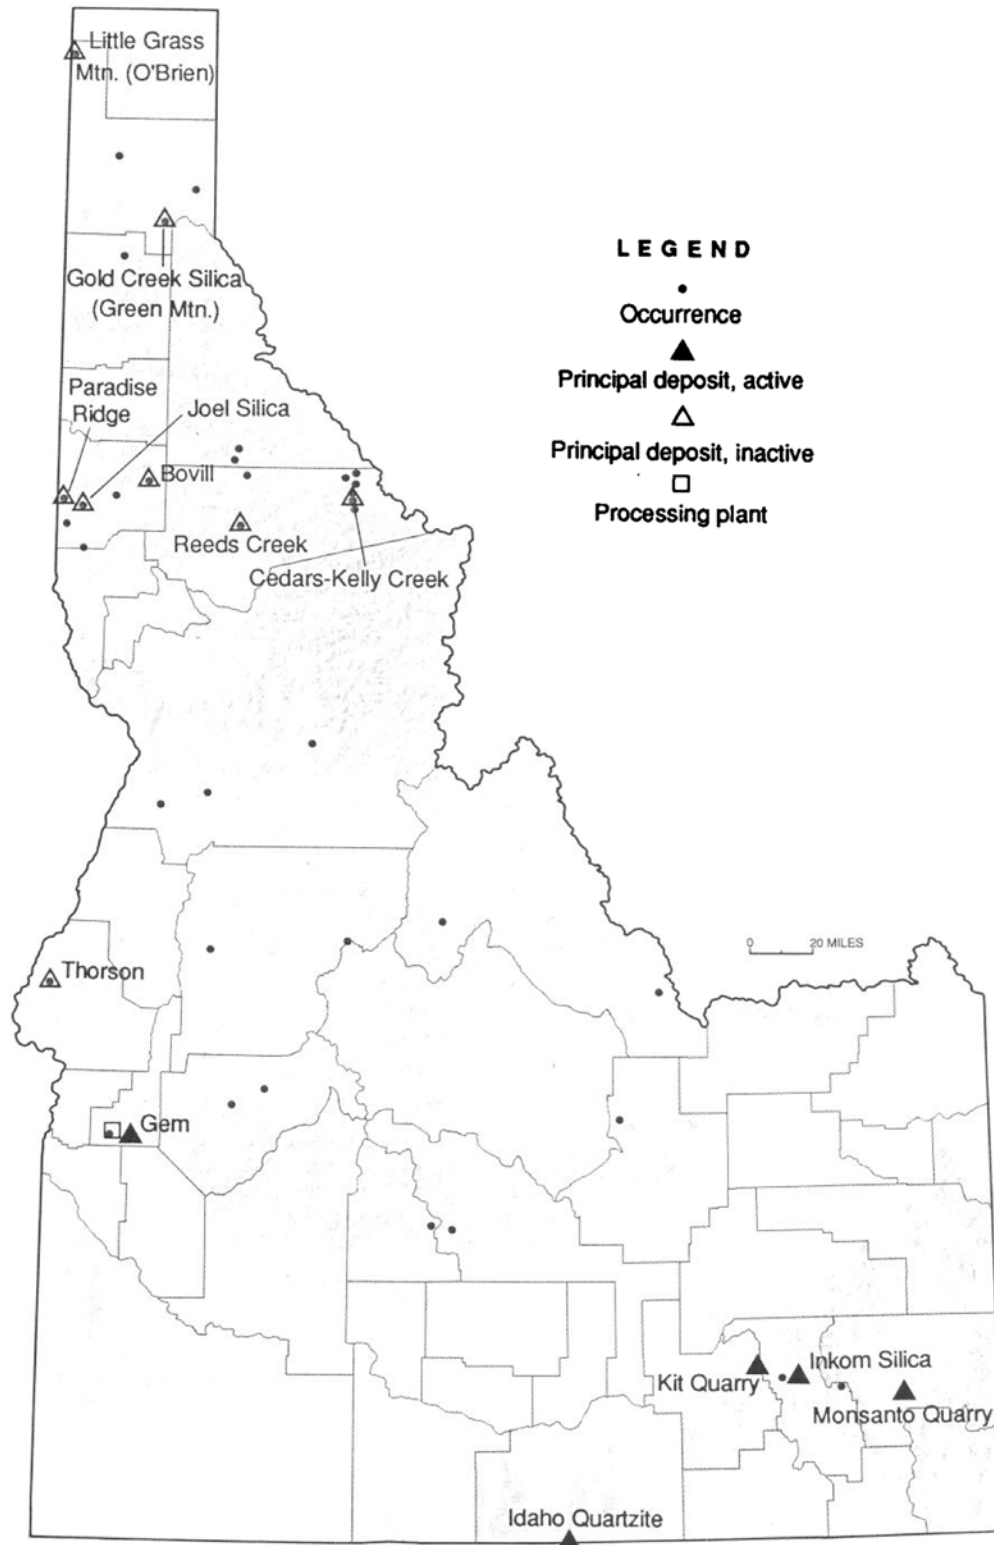 Little Grass
Mtn. (O'Brien)
Gold Creek Silica
(Green Mtn.)
LEGEND
Occurrence
Principal deposit, active
Principal deposit, inactive
Processing plant
Paradise
Ridge
Joel Silica
Bovill
Reeds Creek
Cedars-Kelly Creek
0 20 MILES
Thorson
Gem
Kit Quarry
Inkom Silica
Monsanto Quarry
Idaho Quartzite